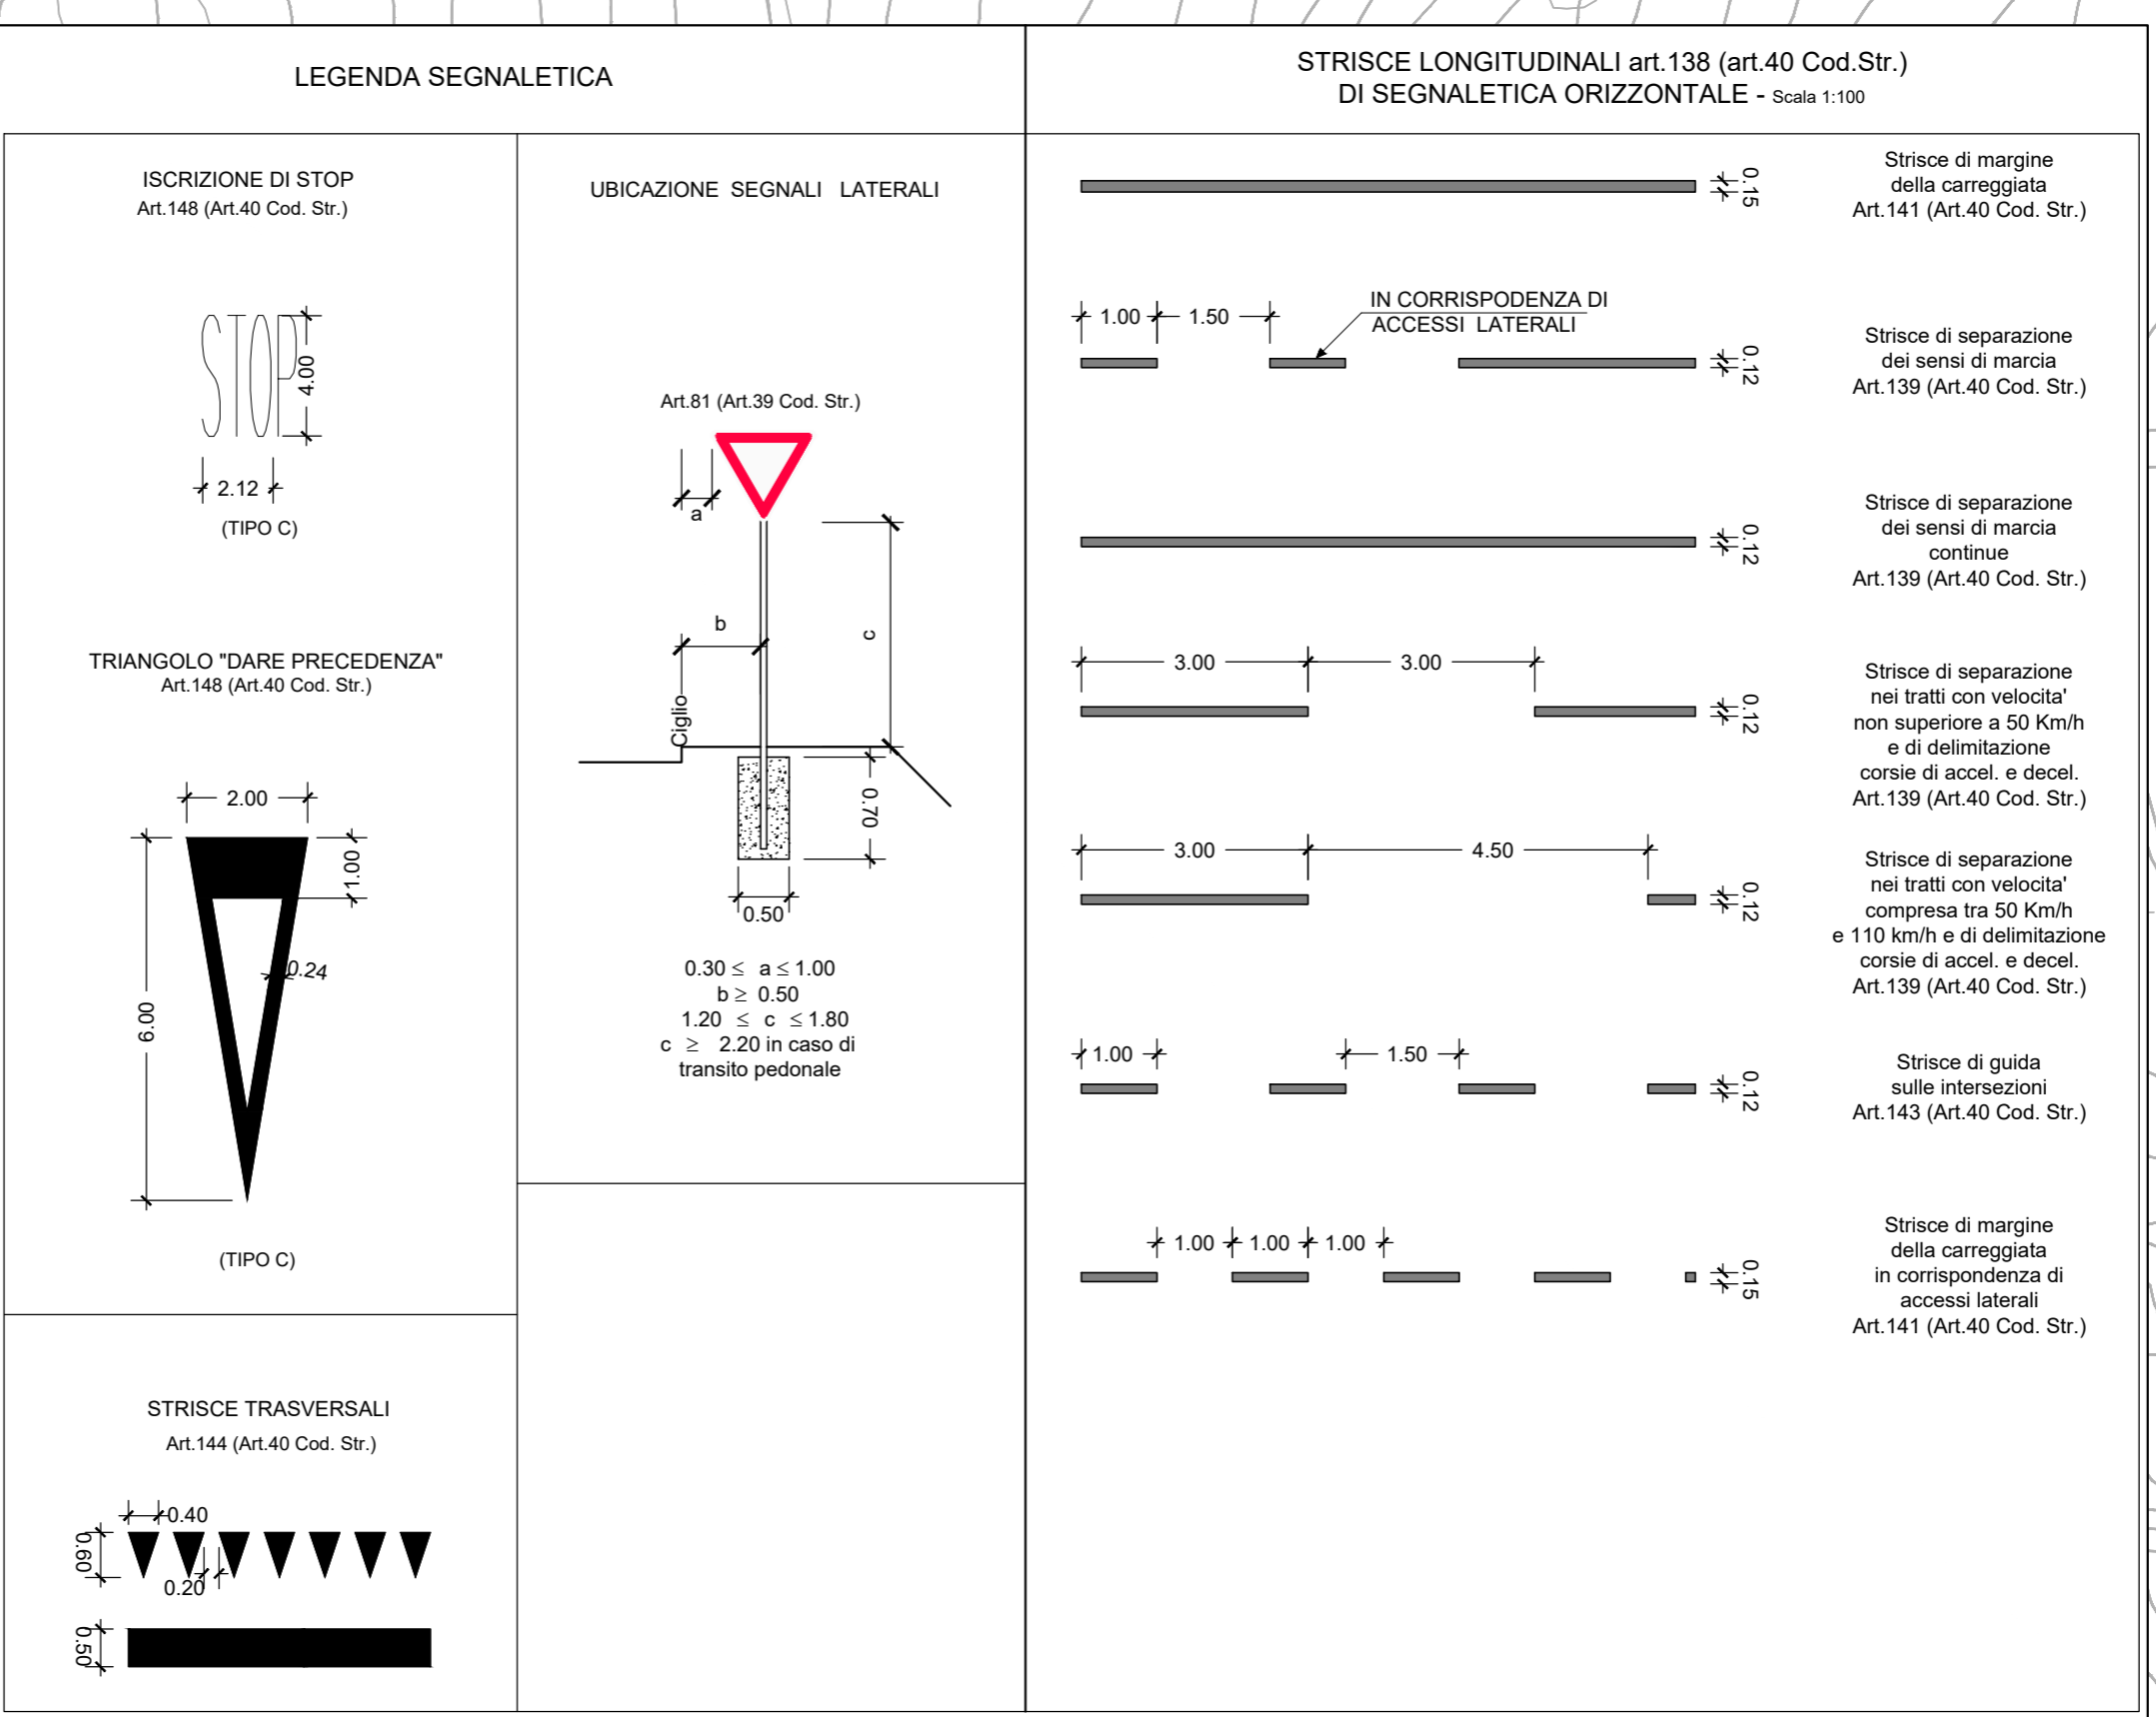 LEGENDA SEGNALETICA
ISCRIZIONE DI STOP
Art.148 (Art.40 Cod. Str.)
STOP
4.00
2.12
(TIPO C)
TRIANGOLO "DARE PRECEDENZA"
Art.148 (Art.40 Cod. Str.)
2.00
1.00
0.24
6.00
(TIPO C)
STRISCE TRASVERSALI
Art.144 (Art.40 Cod. Str.)
0.40
0.60
0.20
0.50
UBICAZIONE SEGNALI LATERALI
Art.81 (Art.39 Cod. Str.)
a
b
c
Ciglio
0.70
0.50
0.30 ≤ a ≤ 1.00
b ≥ 0.50
1.20 ≤ c ≤ 1.80
c ≥ 2.20 in caso di
transito pedonale
STRISCE LONGITUDINALI art.138 (art.40 Cod.Str.)
DI SEGNALETICA ORIZZONTALE - Scala 1:100
0.15
Strisce di margine
della carreggiata
Art.141 (Art.40 Cod. Str.)
1.00 1.50
IN CORRISPODENZA DI
ACCESSI LATERALI
0.12
Strisce di separazione
dei sensi di marcia
Art.139 (Art.40 Cod. Str.)
0.12
Strisce di separazione
dei sensi di marcia
continue
Art.139 (Art.40 Cod. Str.)
3.00 3.00
0.12
Strisce di separazione
nei tratti con velocita'
non superiore a 50 Km/h
e di delimitazione
corsie di accel. e decel.
Art.139 (Art.40 Cod. Str.)
3.00 4.50
0.12
Strisce di separazione
nei tratti con velocita'
compresa tra 50 Km/h
e 110 km/h e di delimitazione
corsie di accel. e decel.
Art.139 (Art.40 Cod. Str.)
1.00 1.50
0.12
Strisce di guida
sulle intersezioni
Art.143 (Art.40 Cod. Str.)
1.00 1.00 1.00
0.15
Strisce di margine
della carreggiata
in corrispondenza di
accessi laterali
Art.141 (Art.40 Cod. Str.)